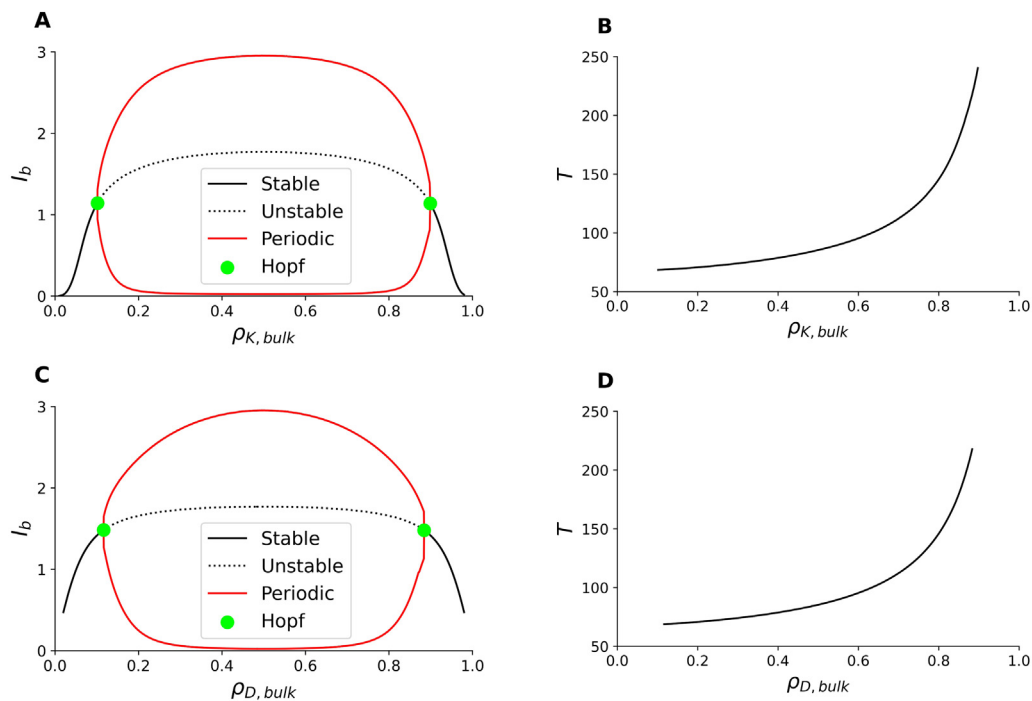 A
3
2
1
0
I_b
Stable
Unstable
Periodic
Hopf
0.0 0.2 0.4 0.6 0.8 1.0
ρ_{K, bulk}
B
250
200
150
100
50
T
0.0 0.2 0.4 0.6 0.8 1.0
ρ_{K, bulk}
C
3
2
1
0
I_b
Stable
Unstable
Periodic
Hopf
0.0 0.2 0.4 0.6 0.8 1.0
ρ_{D, bulk}
D
250
200
150
100
50
T
0.0 0.2 0.4 0.6 0.8 1.0
ρ_{D, bulk}